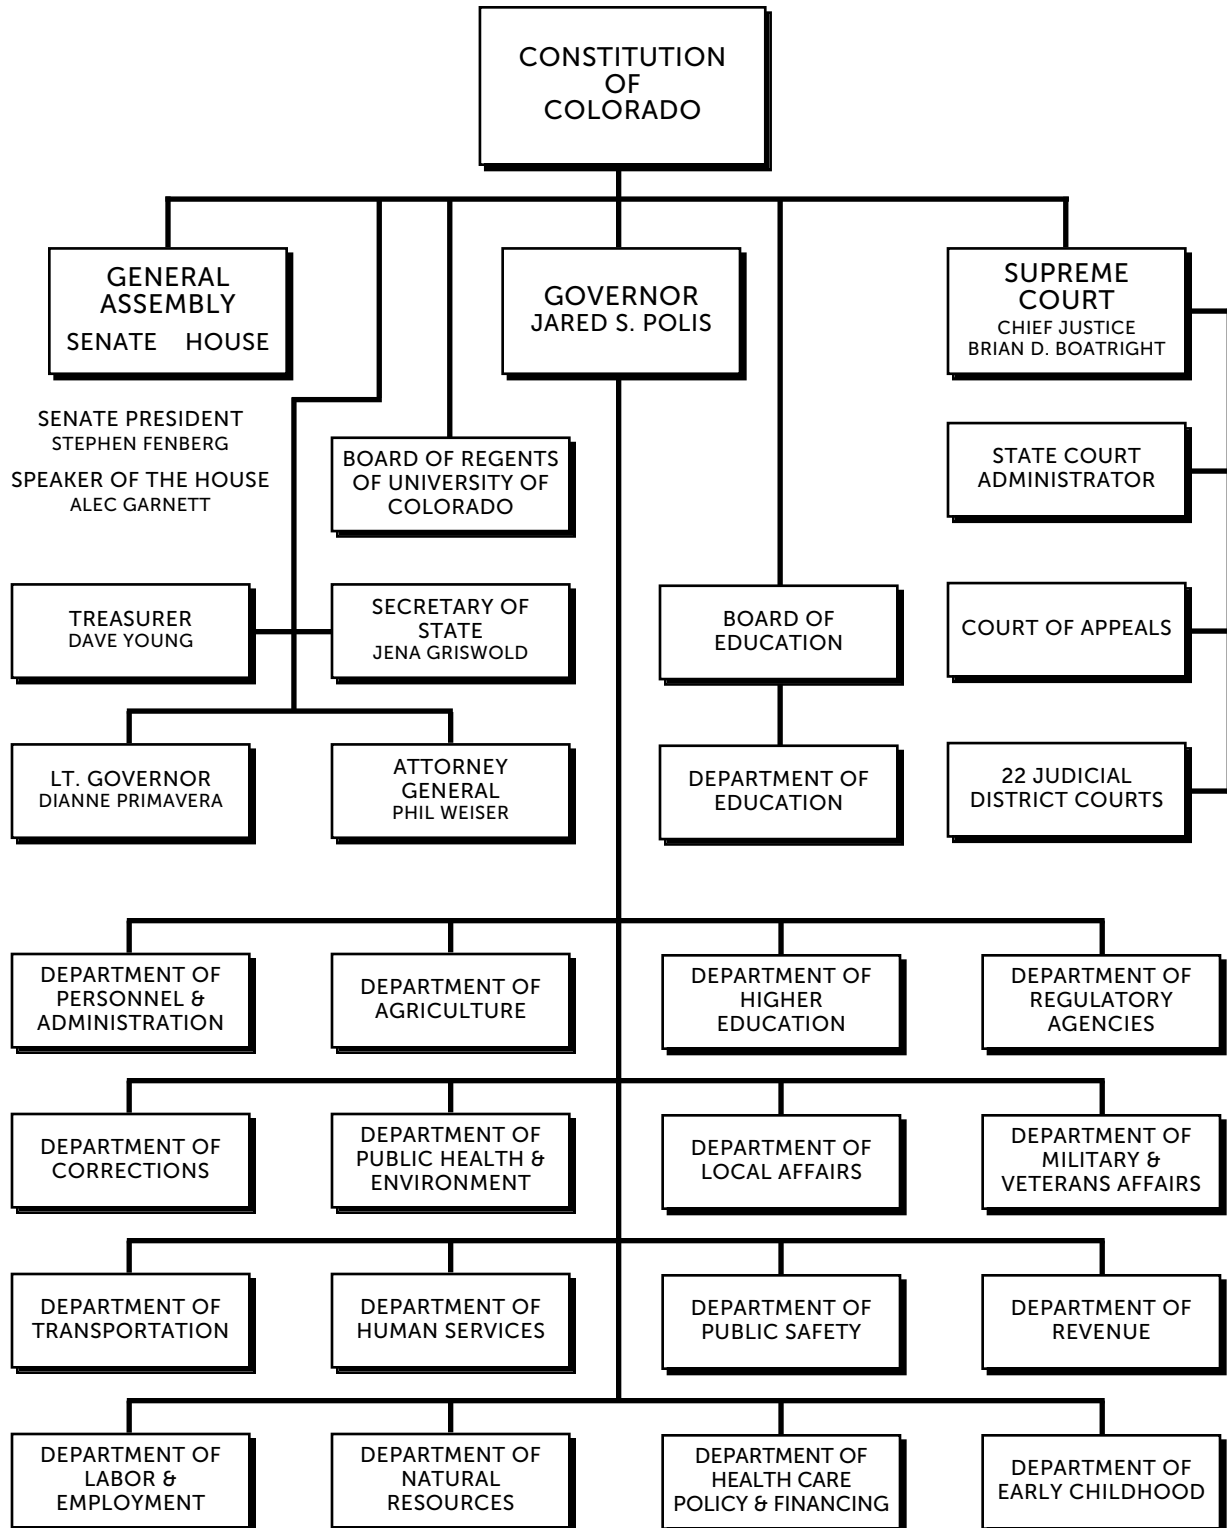 CONSTITUTION
OF
COLORADO
GENERAL
ASSEMBLY
SENATE HOUSE
GOVERNOR
JARED S. POLIS
SUPREME
COURT
CHIEF JUSTICE
BRIAN D. BOATRIGHT
SENATE PRESIDENT
STEPHEN FENBERG
SPEAKER OF THE HOUSE
ALEC GARNETT
BOARD OF REGENTS
OF UNIVERSITY OF
COLORADO
STATE COURT
ADMINISTRATOR
TREASURER
DAVE YOUNG
SECRETARY OF
STATE
JENA GRISWOLD
BOARD OF
EDUCATION
COURT OF APPEALS
LT. GOVERNOR
DIANNE PRIMAVERA
ATTORNEY
GENERAL
PHIL WEISER
DEPARTMENT OF
EDUCATION
22 JUDICIAL
DISTRICT COURTS
DEPARTMENT OF
PERSONNEL &
ADMINISTRATION
DEPARTMENT OF
AGRICULTURE
DEPARTMENT OF
HIGHER
EDUCATION
DEPARTMENT OF
REGULATORY
AGENCIES
DEPARTMENT OF
CORRECTIONS
DEPARTMENT OF
PUBLIC HEALTH &
ENVIRONMENT
DEPARTMENT OF
LOCAL AFFAIRS
DEPARTMENT OF
MILITARY &
VETERANS AFFAIRS
DEPARTMENT OF
TRANSPORTATION
DEPARTMENT OF
HUMAN SERVICES
DEPARTMENT OF
PUBLIC SAFETY
DEPARTMENT OF
REVENUE
DEPARTMENT OF
LABOR &
EMPLOYMENT
DEPARTMENT OF
NATURAL
RESOURCES
DEPARTMENT OF
HEALTH CARE
POLICY & FINANCING
DEPARTMENT OF
EARLY CHILDHOOD